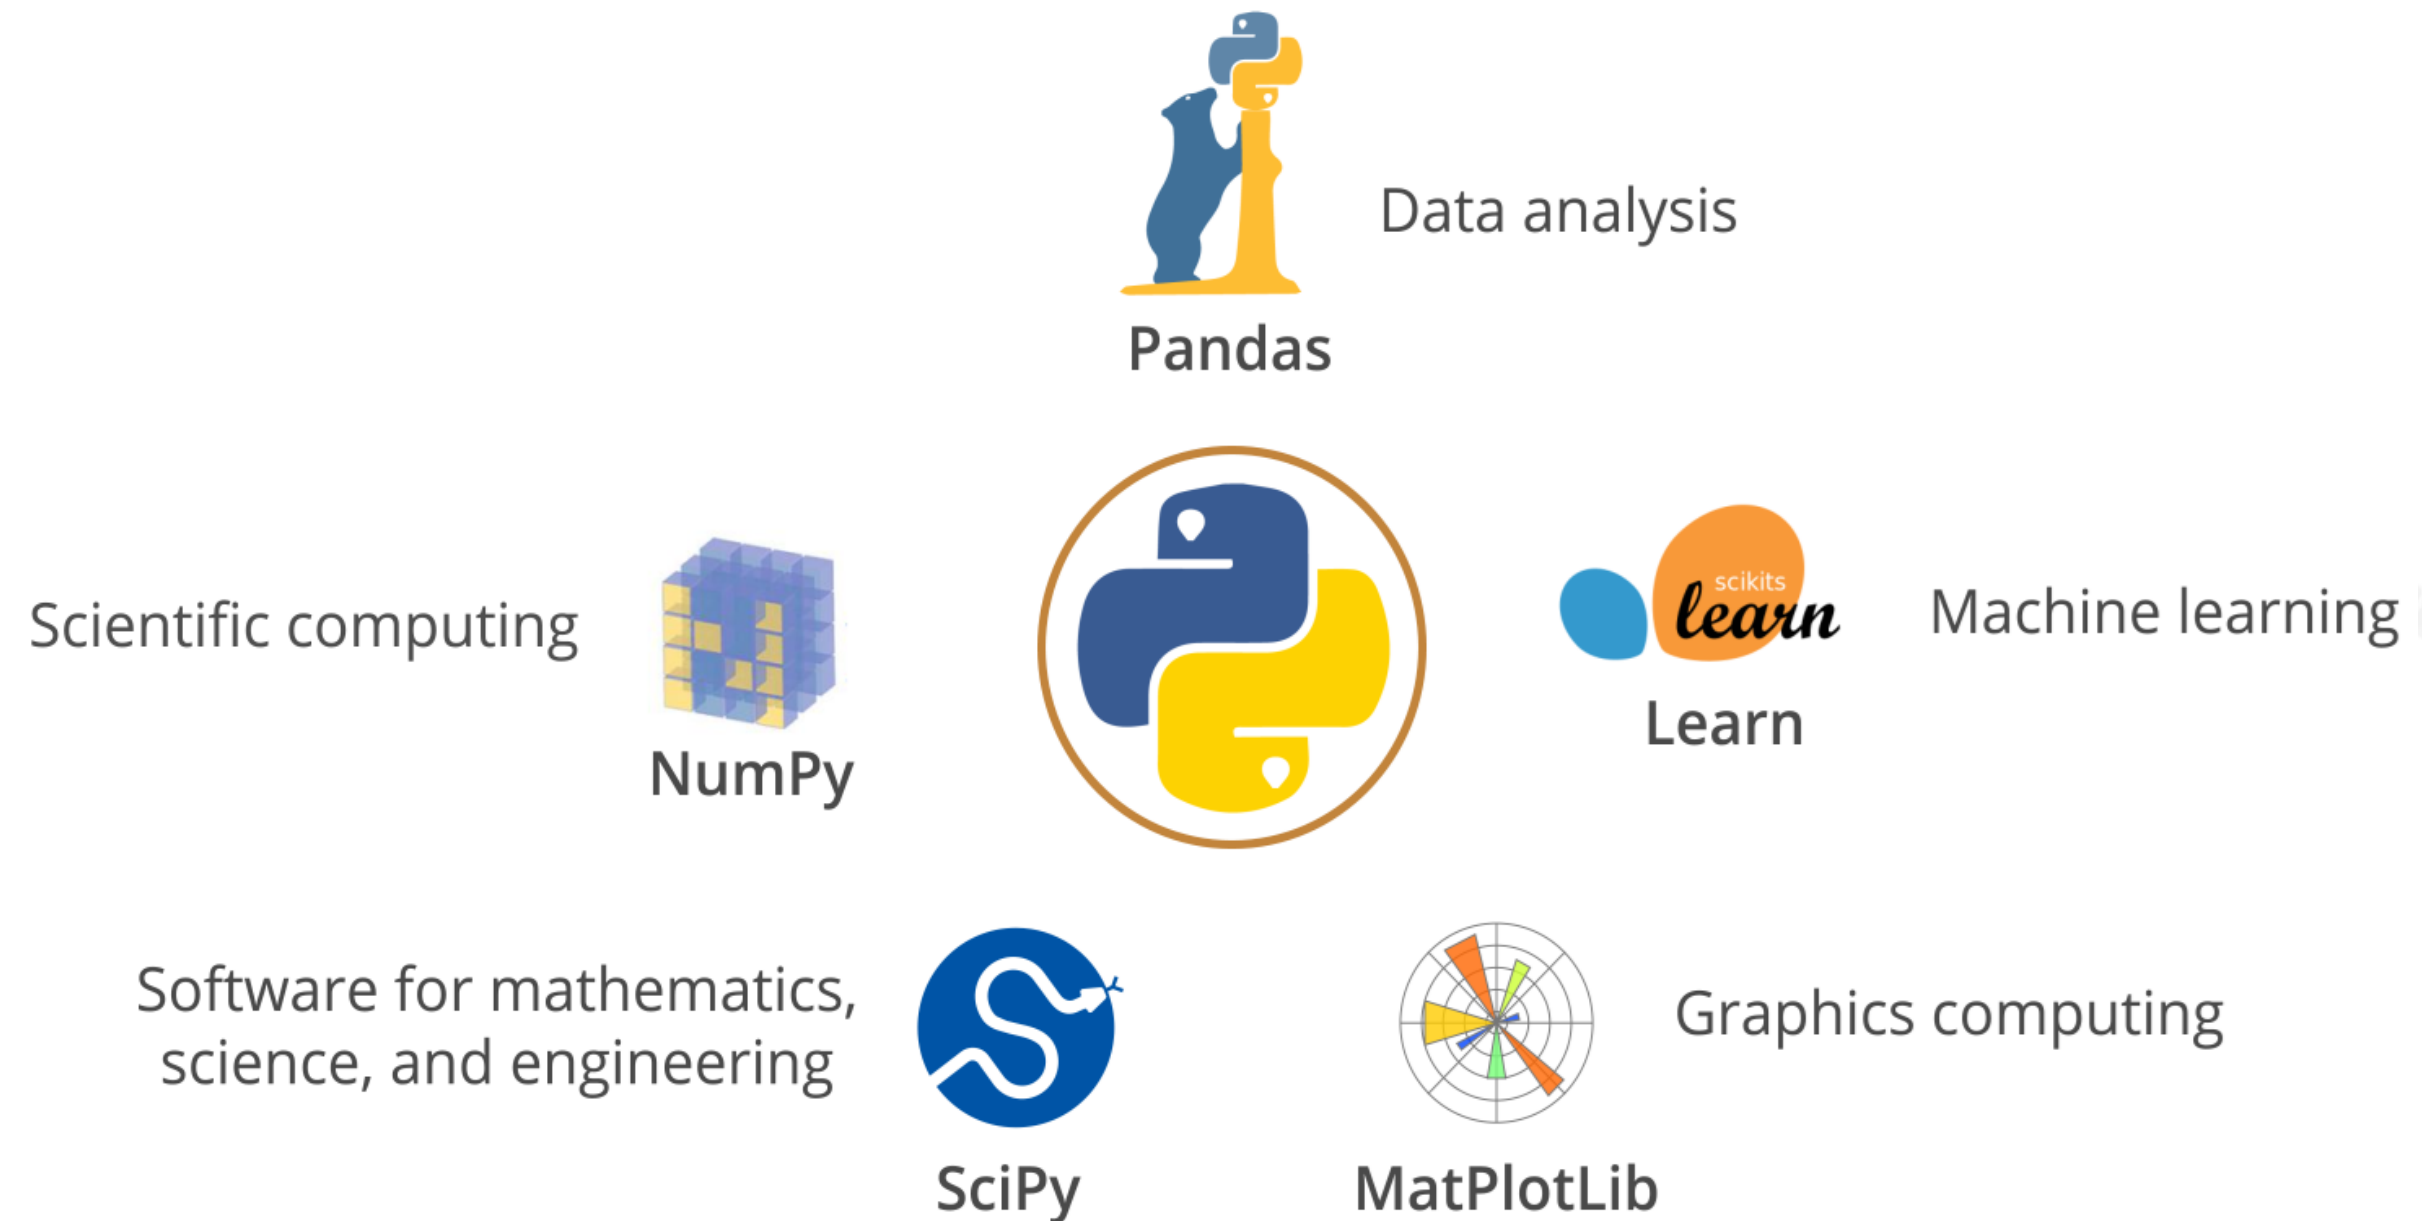 Data analysis
Pandas
Scientific computing
NumPy
scikits
learn
Learn
Machine learning
Software for mathematics,
science, and engineering
SciPy
MatPlotLib
Graphics computing